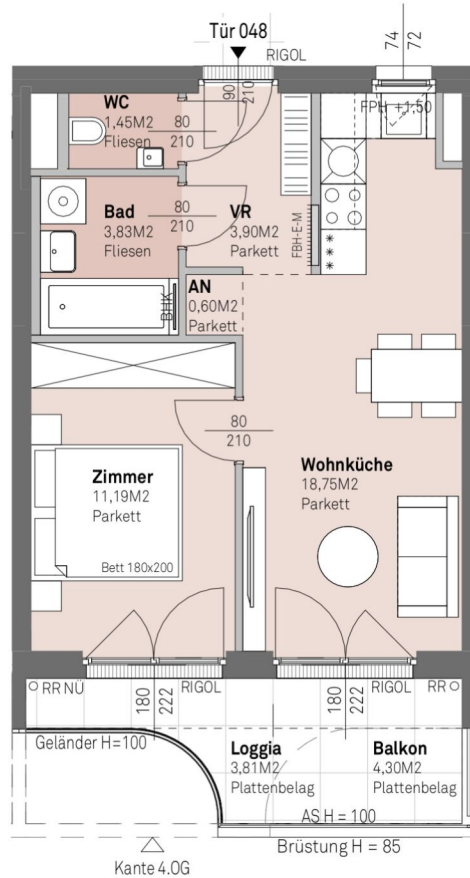 Tür 048
RIGOL
74
72
90
210
FPH +1,50
WC
1,45M2
Fliesen
80
210
Bad
3,83M2
Fliesen
80
210
VR
3,90M2
Parkett
FBH-E-M
AN
0,60M2
Parkett
BHK
80
210
Zimmer
11,19M2
Parkett
Bett 180x200
Wohnküche
18,75M2
Parkett
RR NÜ
180
222
RIGOL
180
222
RIGOL
RR
Geländer H=100
Loggia
3,81M2
Plattenbelag
Balkon
4,30M2
Plattenbelag
AS H = 100
Brüstung H = 85
Kante 4.OG